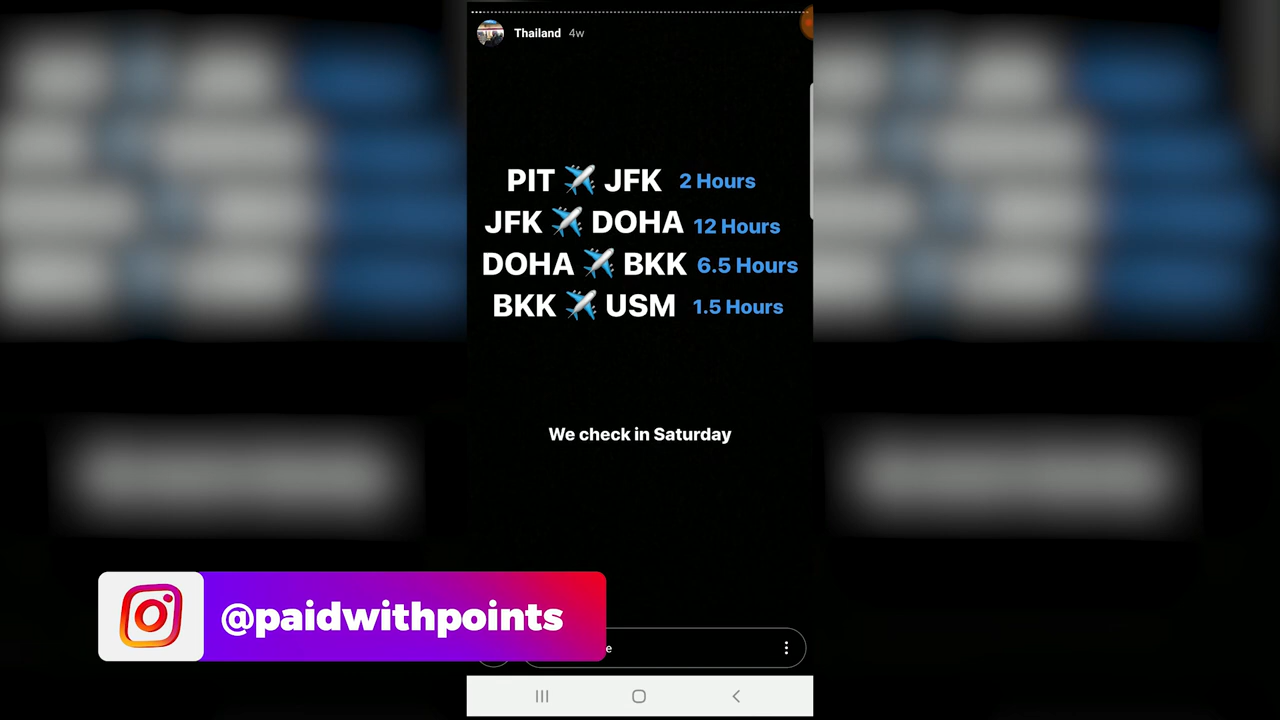 Thailand 4w
PIT ✈️ JFK 2 Hours
JFK ✈️ DOHA 12 Hours
DOHA ✈️ BKK 6.5 Hours
BKK ✈️ USM 1.5 Hours
We check in Saturday
@paidwithpoints